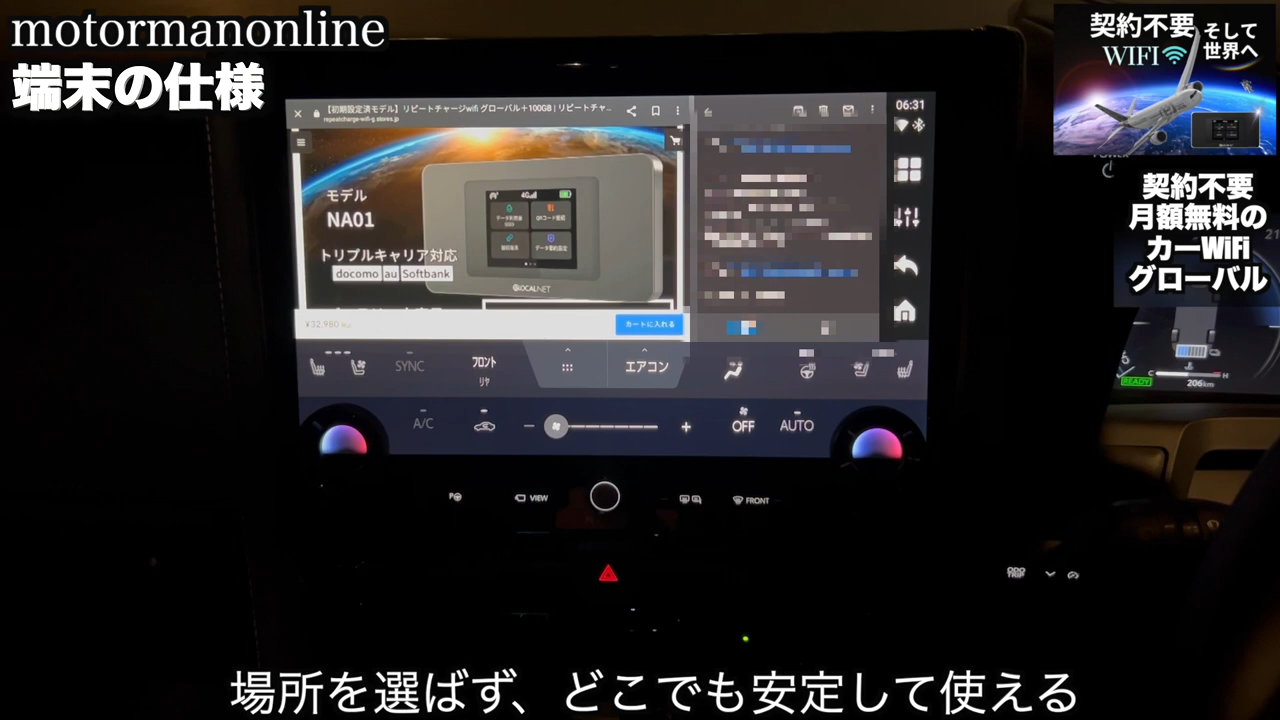 motormanonline
端末の仕様
契約不要 そして
WIFI 世界へ
契約不要
月額無料の
カーWiFi
グローバル
【初期設定済モデル】リピートチャージwifi グローバル＋100GB | リピートチャ...
repeatcharge-wifi-g.stores.jp
06:31
モデル
NA01
トリプルキャリア対応
docomo au Softbank
4G
GlocalNet
¥32,980
カートに入れる
SYNC
フロント
リヤ
エアコン
A/C
OFF
AUTO
VIEW
FRONT
TRIP
READY
C H
206km
場所を選ばず、どこでも安定して使える